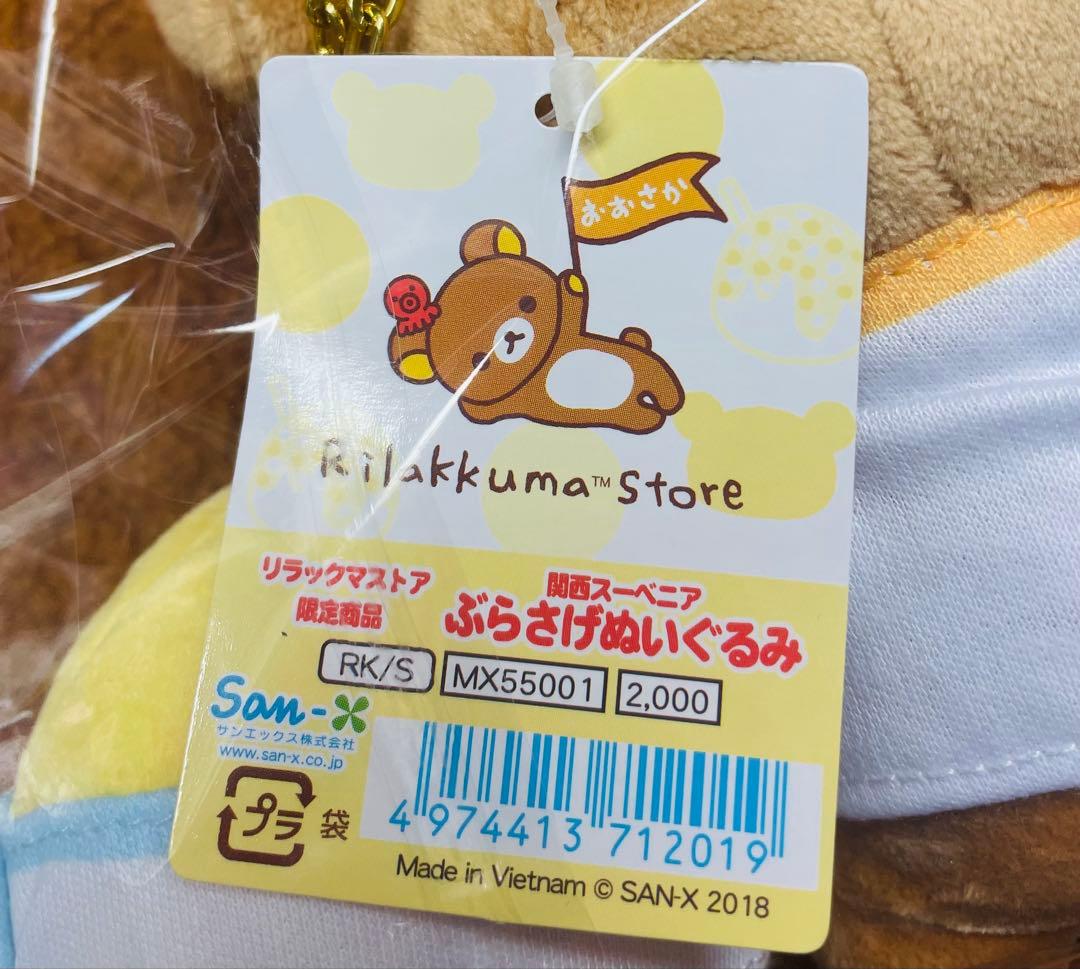 おおさか
Rilakkuma™ Store
リラックマストア
限定商品
関西スーベニア
ぶらさげぬいぐるみ
RK/S
MX55001
2,000
San-X
サンエックス株式会社
www.san-x.co.jp
プラ
袋
4 974413 712019
Made in Vietnam © SAN-X 2018